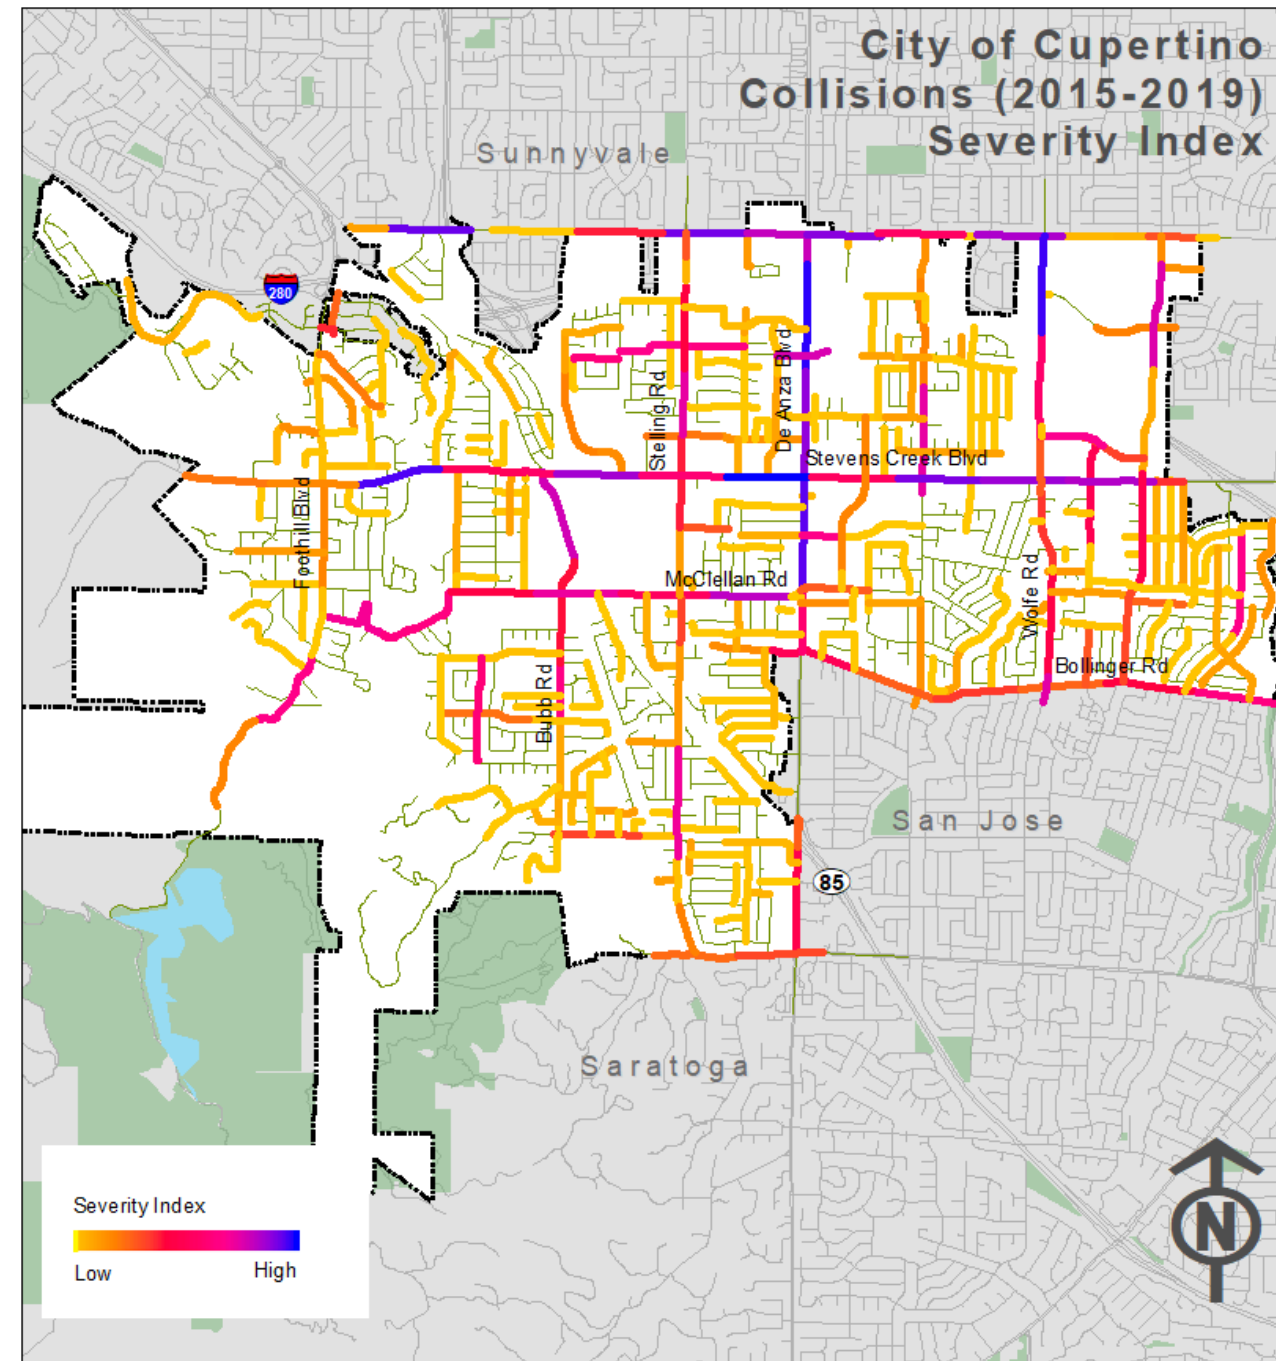 City of Cupertino
Collisions (2015-2019)
Severity Index
Sunnyvale
280
Stelling Rd
De Anza Blvd
Stevens Creek Blvd
Foothill Blvd
McClellan Rd
Wolfe Rd
Bollinger Rd
Bubb Rd
San Jose
85
Saratoga
Severity Index
Low High
N